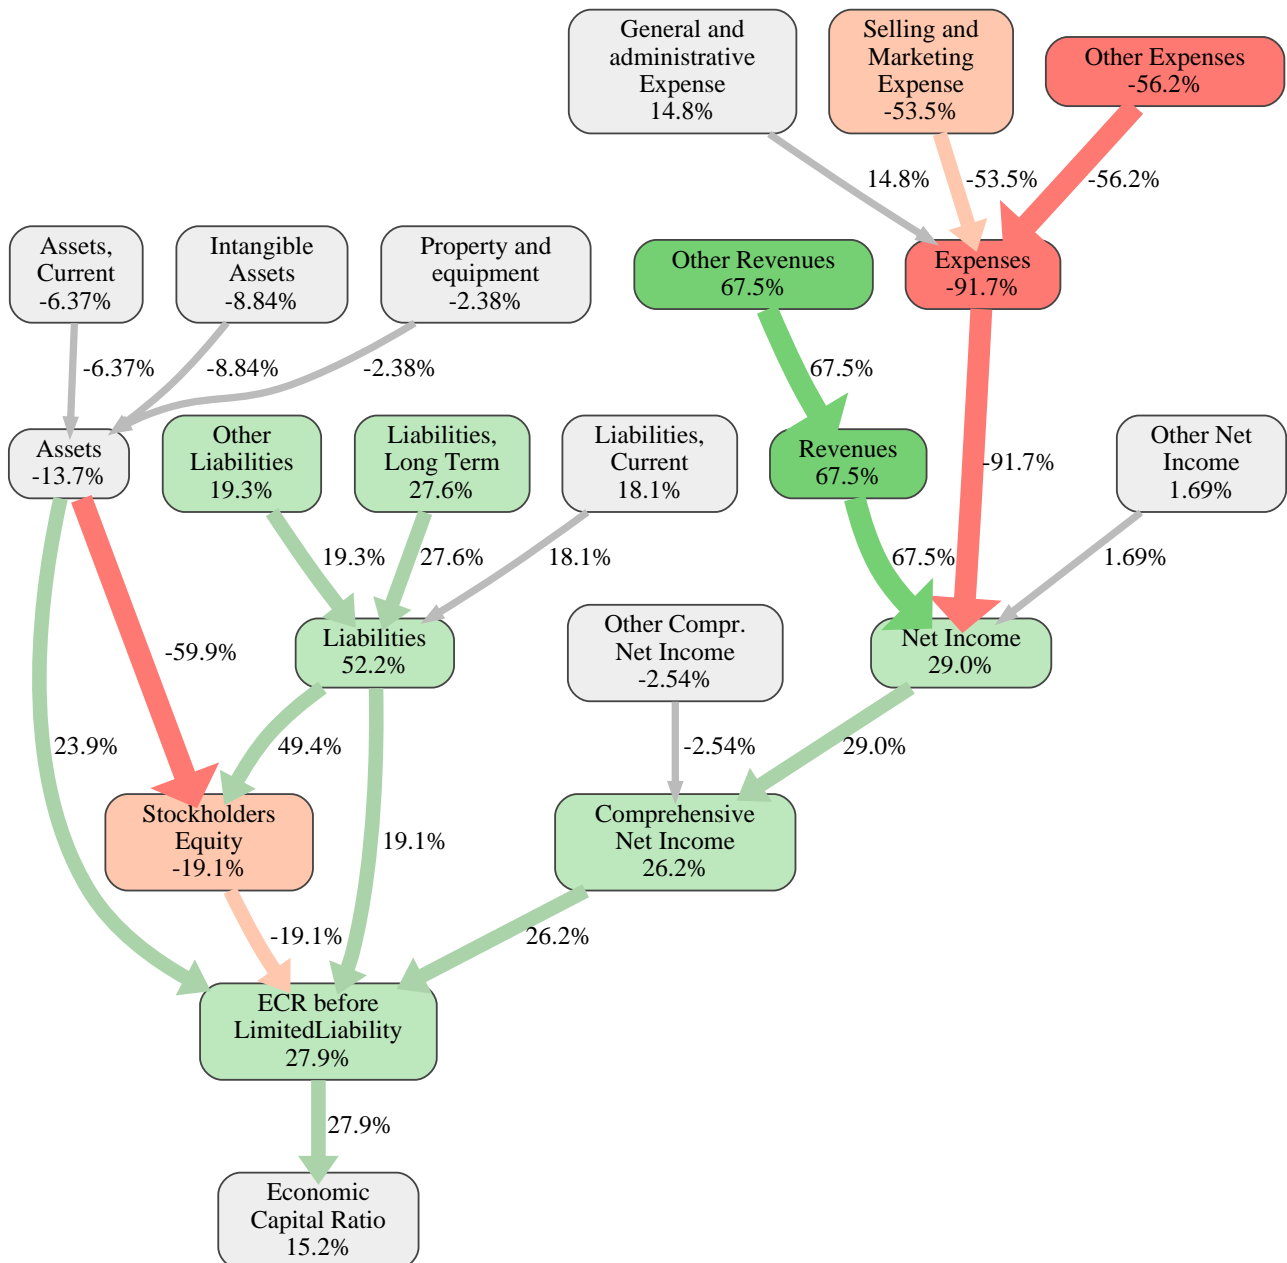 General and
administrative
Expense
14.8%
Selling and
Marketing
Expense
-53.5%
Other Expenses
-56.2%
14.8%
-53.5%
-56.2%
Assets,
Current
-6.37%
Intangible
Assets
-8.84%
Property and
equipment
-2.38%
Other Revenues
67.5%
Expenses
-91.7%
-6.37%
-8.84%
-2.38%
67.5%
Assets
-13.7%
Other
Liabilities
19.3%
Liabilities,
Long Term
27.6%
Liabilities,
Current
18.1%
Revenues
67.5%
-91.7%
Other Net
Income
1.69%
19.3%
27.6%
18.1%
67.5%
1.69%
-59.9%
Liabilities
52.2%
Other Compr.
Net Income
-2.54%
Net Income
29.0%
23.9%
49.4%
-2.54%
29.0%
Stockholders
Equity
-19.1%
19.1%
Comprehensive
Net Income
26.2%
-19.1%
26.2%
ECR before
LimitedLiability
27.9%
27.9%
Economic
Capital Ratio
15.2%